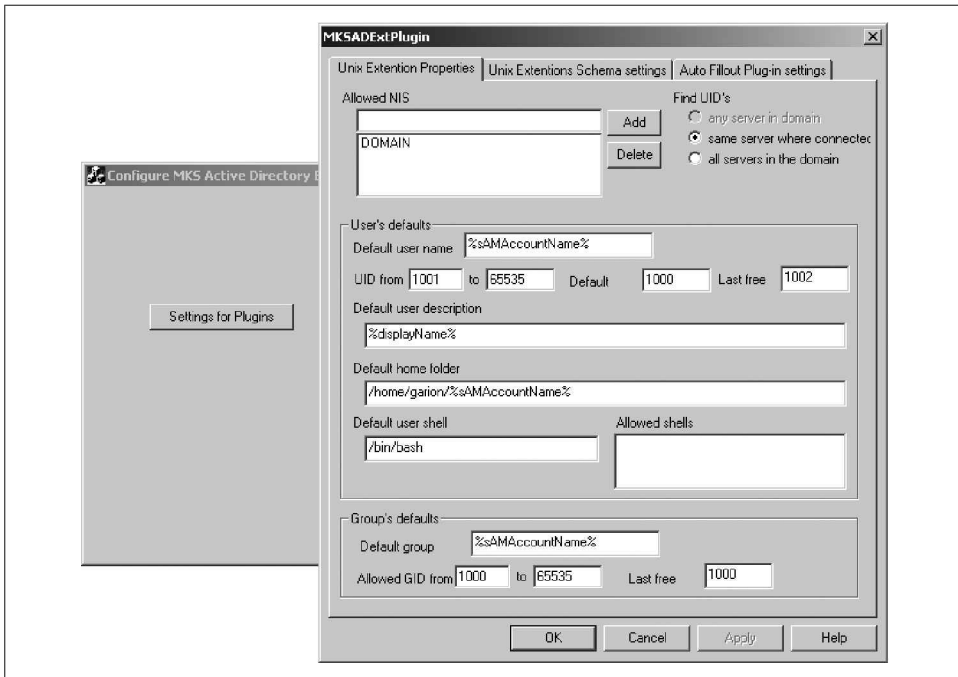 MKSADExtPlugin
Unix Extention Properties
Unix Extentions Schema settings
Auto Fillout Plug-in settings
Allowed NIS
Add
DOMAIN
Delete
Find UID's
any server in domain
same server where connected
all servers in the domain
Configure MKS Active Directory
Settings for Plugins
User's defaults
Default user name %sAMAccountName%
UID from 1001 to 65535 Default 1000 Last free 1002
Default user description
%displayName%
Default home folder
/home/garion/%sAMAccountName%
Default user shell
Allowed shells
/bin/bash
Group's defaults
Default group %sAMAccountName%
Allowed GID from 1000 to 65535 Last free 1000
OK
Cancel
Apply
Help